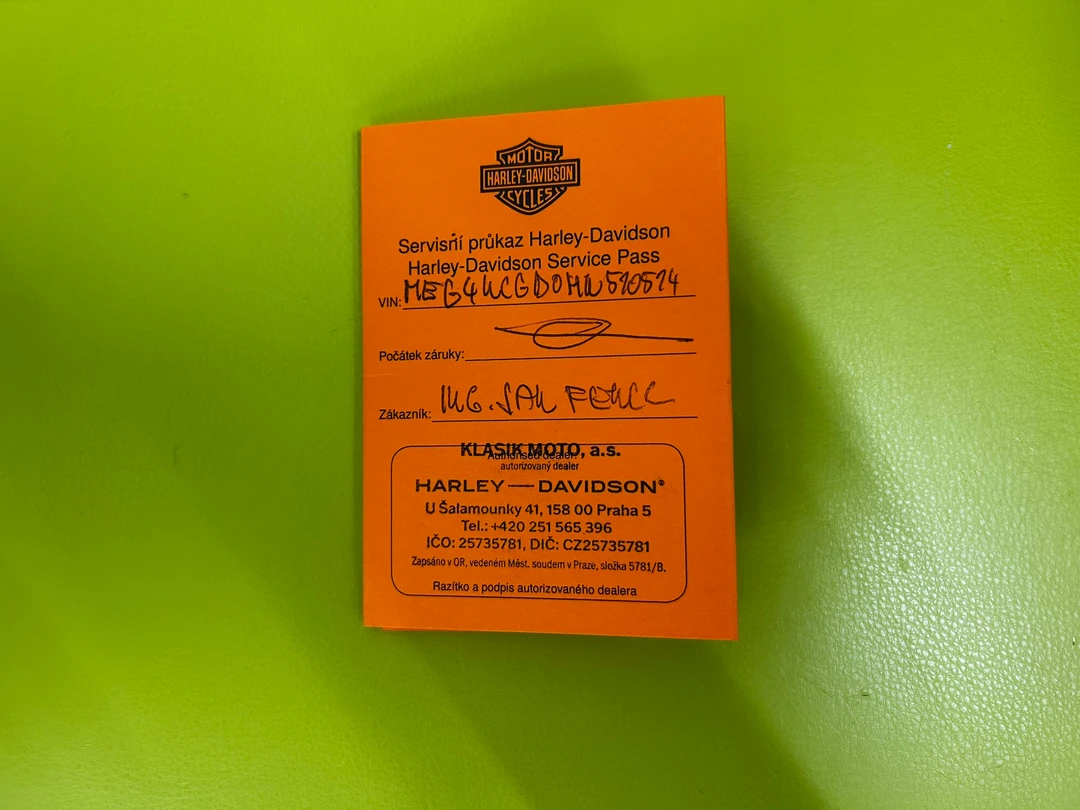 MOTOR
HARLEY-DAVIDSON
CYCLES
Servisní průkaz Harley-Davidson
Harley-Davidson Service Pass
VIN:
Počátek záruky:
Zákazník: ING. JAN
KLASIK MOTO, a.s.
Authorised dealer:
autorizovaný dealer
HARLEY — DAVIDSON®
U Šalamounky 41, 158 00 Praha 5
Tel.: +420 251 565 396
IČO: 25735781, DIČ: CZ25735781
Zapsáno v OR, vedeném Měst. soudem v Praze, složka 5781/B.
Razítko a podpis autorizovaného dealera